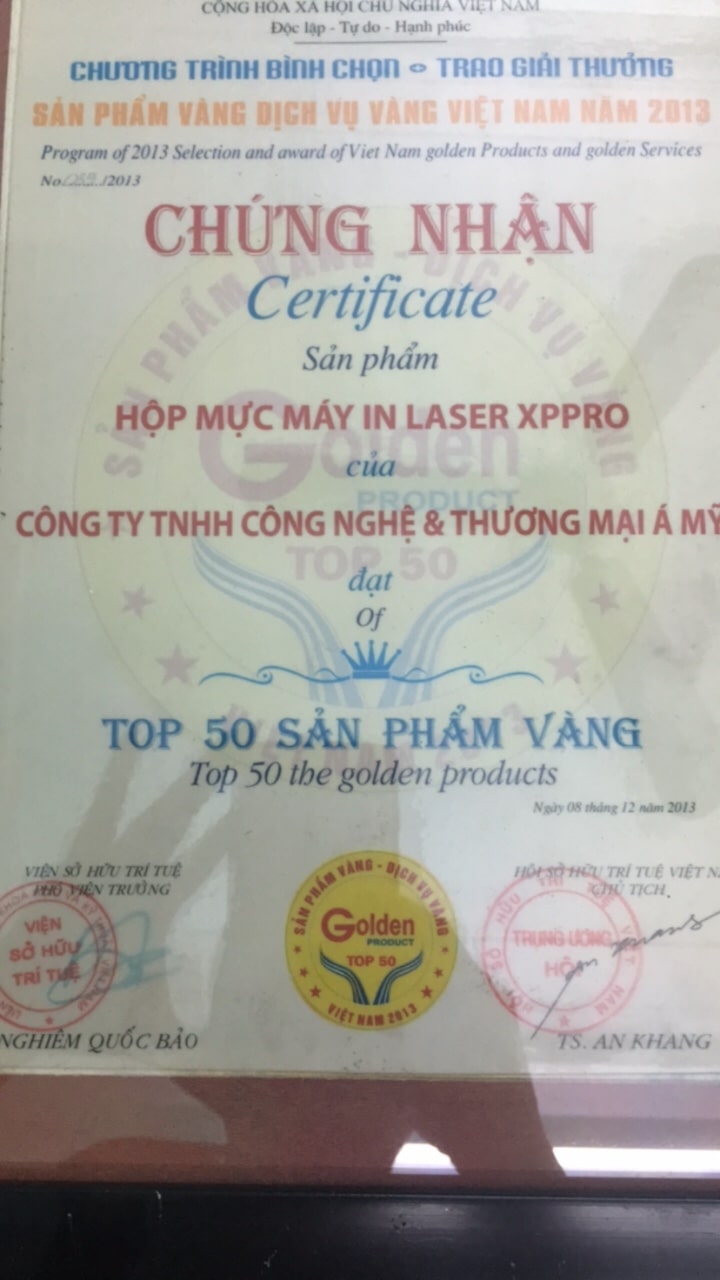 CỘNG HÒA XÃ HỘI CHỦ NGHĨA VIỆT NAM
Độc lập - Tự do - Hạnh phúc
CHƯƠNG TRÌNH BÌNH CHỌN - TRAO GIẢI THƯỞNG
SẢN PHẨM VÀNG DỊCH VỤ VÀNG VIỆT NAM NĂM 2013
Program of 2013 Selection and award of Viet Nam golden Products and golden Services
No /2013
CHỨNG NHẬN
Certificate
Sản phẩm
HỘP MỰC MÁY IN LASER XPPRO
của
CÔNG TY TNHH CÔNG NGHỆ & THƯƠNG MẠI Á MỸ
đạt
Of
TOP 50 SẢN PHẨM VÀNG
Top 50 the golden products
Ngày 08 tháng 12 năm 2013
VIỆN SỞ HỮU TRÍ TUỆ
PHÓ VIỆN TRƯỞNG
HỘI SỞ HỮU TRÍ TUỆ VIỆT N
CHỦ TỊCH
VIỆN
SỞ HỮU
TRÍ TUỆ
SẢN PHẨM VÀNG - DỊCH VỤ VÀNG
Golden
PRODUCT
TOP 50
VIỆT NAM 2013
TRUNG ƯƠNG
HỘI
NGHIÊM QUỐC BẢO
TS. AN KHANG